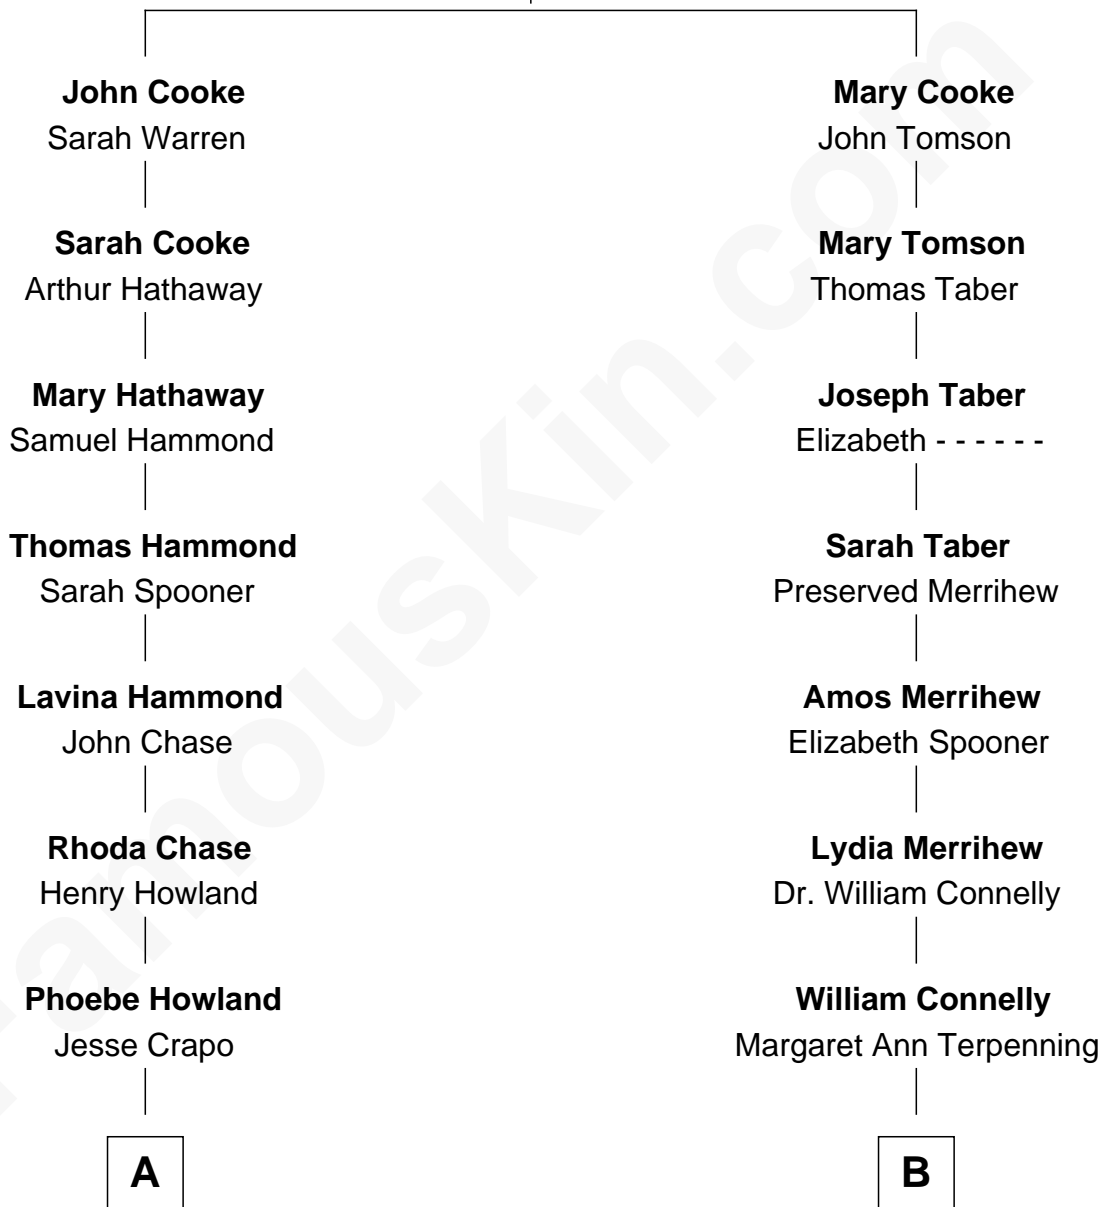 John Cooke
Sarah Warren
Sarah Cooke
Arthur Hathaway
Mary Hathaway
Samuel Hammond
Thomas Hammond
Sarah Spooner
Lavina Hammond
John Chase
Rhoda Chase
Henry Howland
Phoebe Howland
Jesse Crapo
A
Mary Cooke
John Tomson
Mary Tomson
Thomas Taber
Joseph Taber
Elizabeth - - - - - -
Sarah Taber
Preserved Merrihew
Amos Merrihew
Elizabeth Spooner
Lydia Merrihew
Dr. William Connelly
William Connelly
Margaret Ann Terpenning
B
FamousKin.com